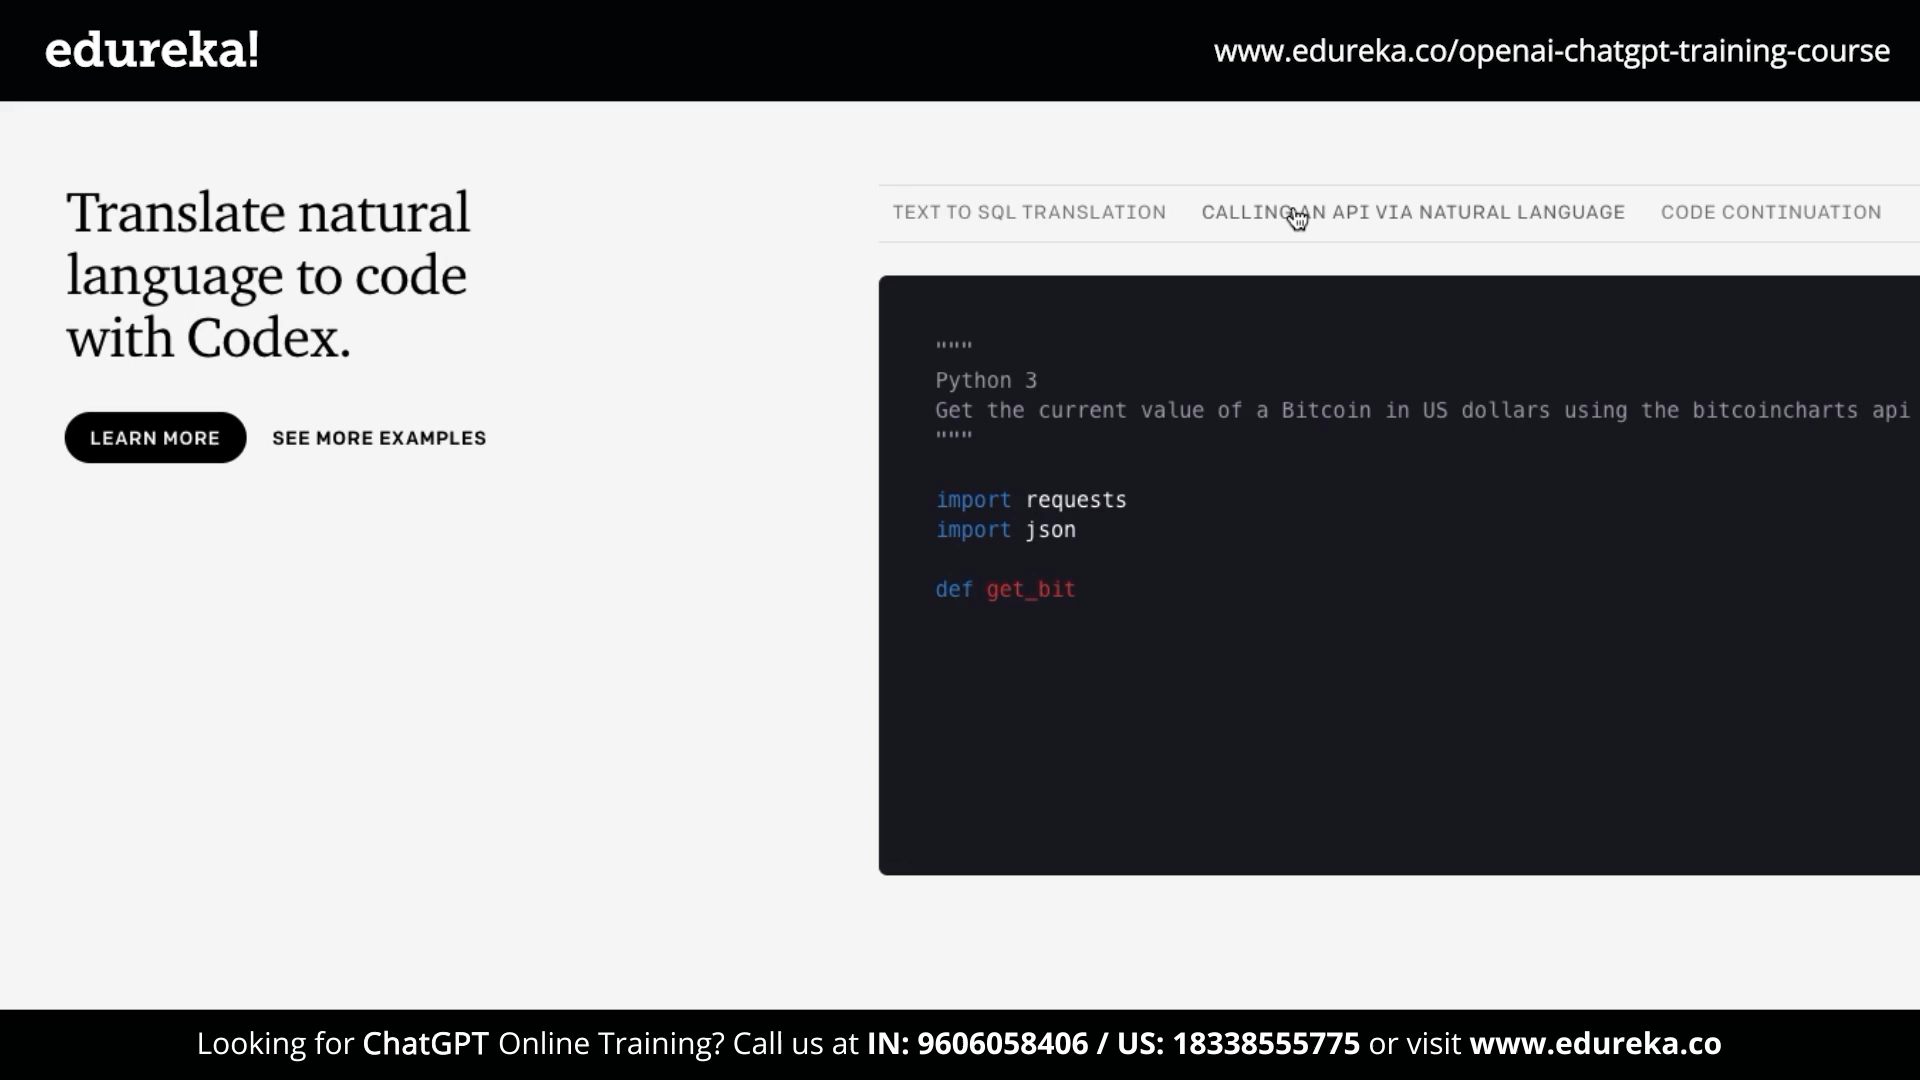 edureka!
www.edureka.co/openai-chatgpt-training-course
Translate natural
language to code
with Codex.
LEARN MORE
SEE MORE EXAMPLES
TEXT TO SQL TRANSLATION
CALLING AN API VIA NATURAL LANGUAGE
CODE CONTINUATION
"""
Python 3
Get the current value of a Bitcoin in US dollars using the bitcoincharts api
"""
import requests
import json
def get_bit
Looking for ChatGPT Online Training? Call us at IN: 9606058406 / US: 18338555775 or visit www.edureka.co